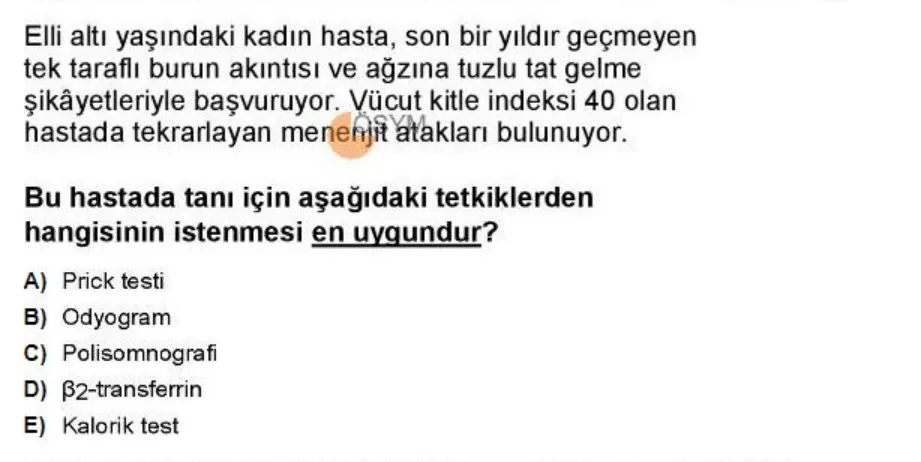 Elli altı yaşındaki kadın hasta, son bir yıldır geçmeyen
tek taraflı burun akıntısı ve ağzına tuzlu tat gelme
şikâyetleriyle başvuruyor. Vücut kitle indeksi 40 olan
ÖSYM
hastada tekrarlayan menenjit atakları bulunuyor.
Bu hastada tanı için aşağıdaki tetkiklerden
hangisinin istenmesi en uygundur?
A) Prick testi
B) Odyogram
C) Polisomnografi
D) β2-transferrin
E) Kalorik test